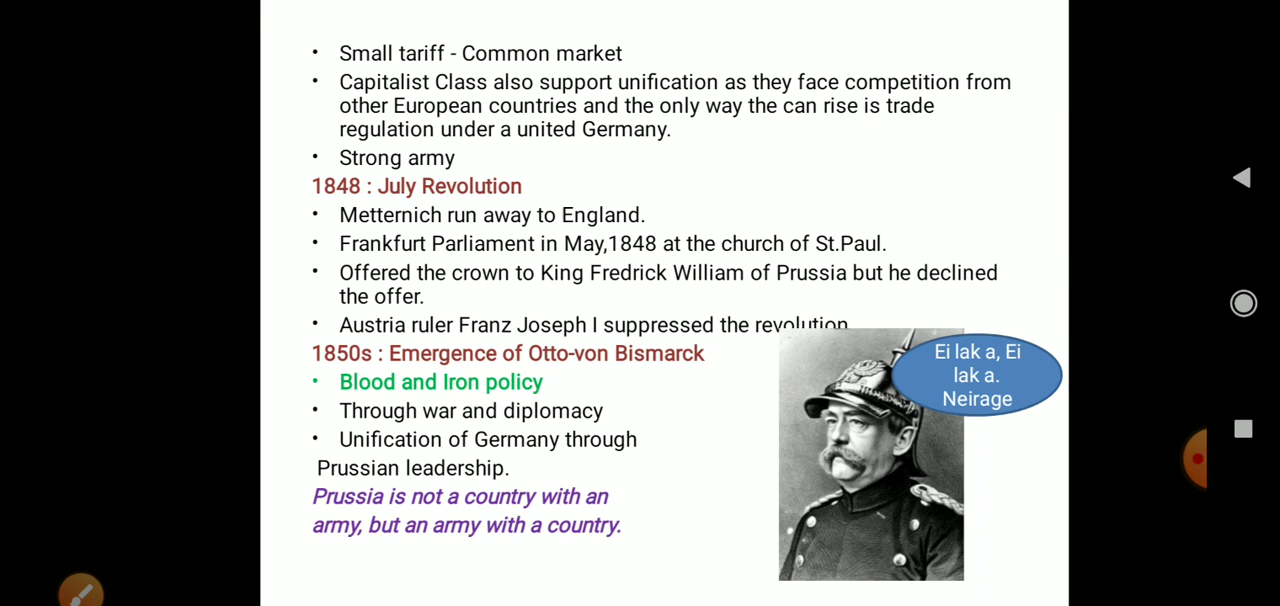 • Small tariff - Common market
• Capitalist Class also support unification as they face competition from
other European countries and the only way the can rise is trade
regulation under a united Germany.
• Strong army
1848 : July Revolution
• Metternich run away to England.
• Frankfurt Parliament in May,1848 at the church of St.Paul.
• Offered the crown to King Fredrick William of Prussia but he declined
the offer.
• Austria ruler Franz Joseph I suppressed the revolution
1850s : Emergence of Otto-von Bismarck
• Blood and Iron policy
• Through war and diplomacy
• Unification of Germany through
Prussian leadership.
Prussia is not a country with an
army, but an army with a country.
Ei lak a, Ei
lak a.
Neirage